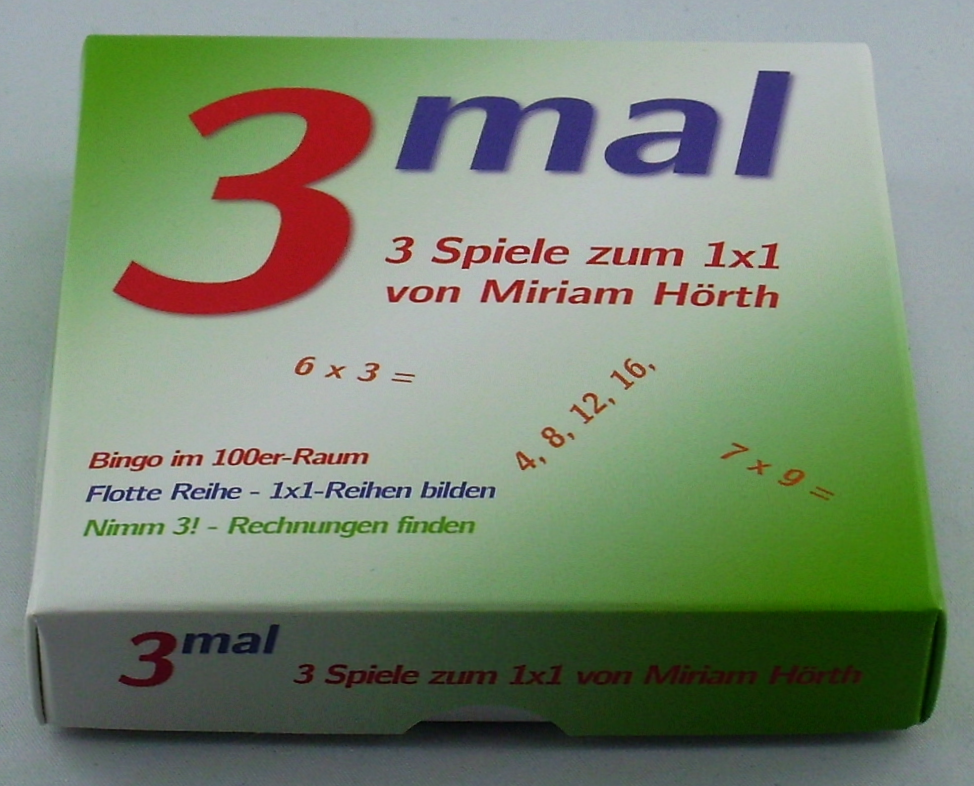 3mal
3 Spiele zum 1x1
von Miriam Hörth
6 x 3 =
4, 8, 12, 16,
7 x 9 =
Bingo im 100er-Raum
Flotte Reihe - 1x1-Reihen bilden
Nimm 3! - Rechnungen finden
3mal
3 Spiele zum 1x1 von Miriam Hörth